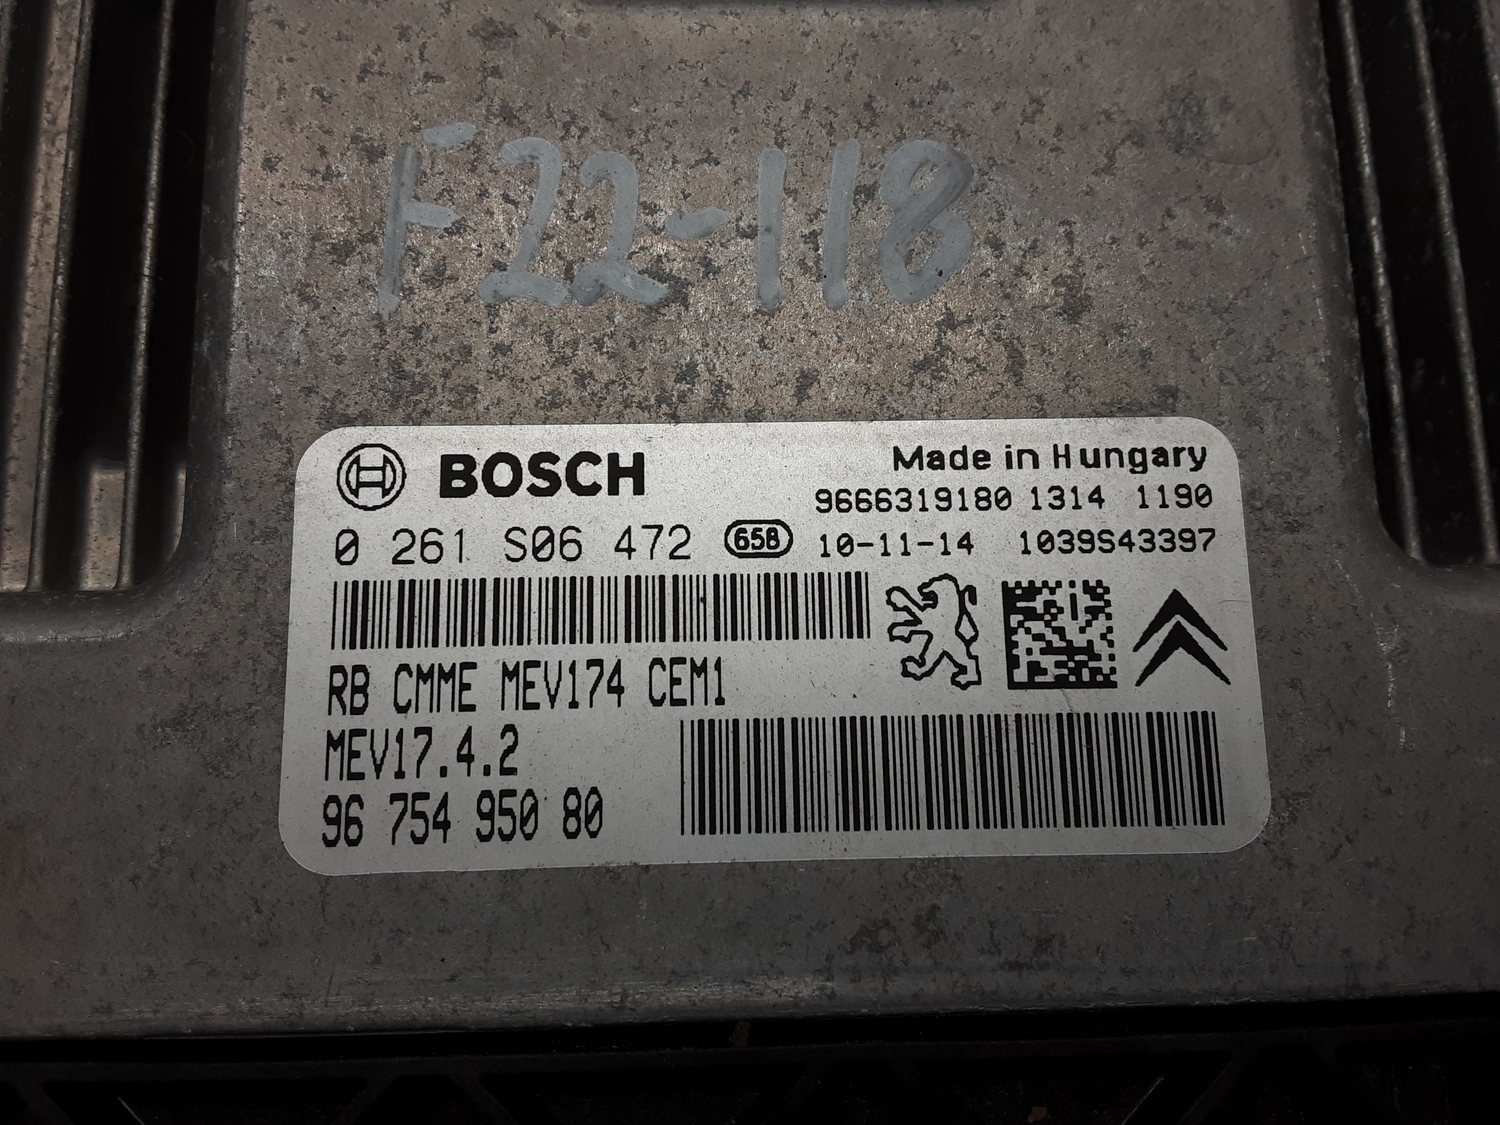 F22-118
BOSCH
Made in Hungary
9666319180 1314 1190
0 261 S06 472 658 10-11-14 1039S43397
RB CMME MEV174 CEM1
MEV17.4.2
96 754 950 80